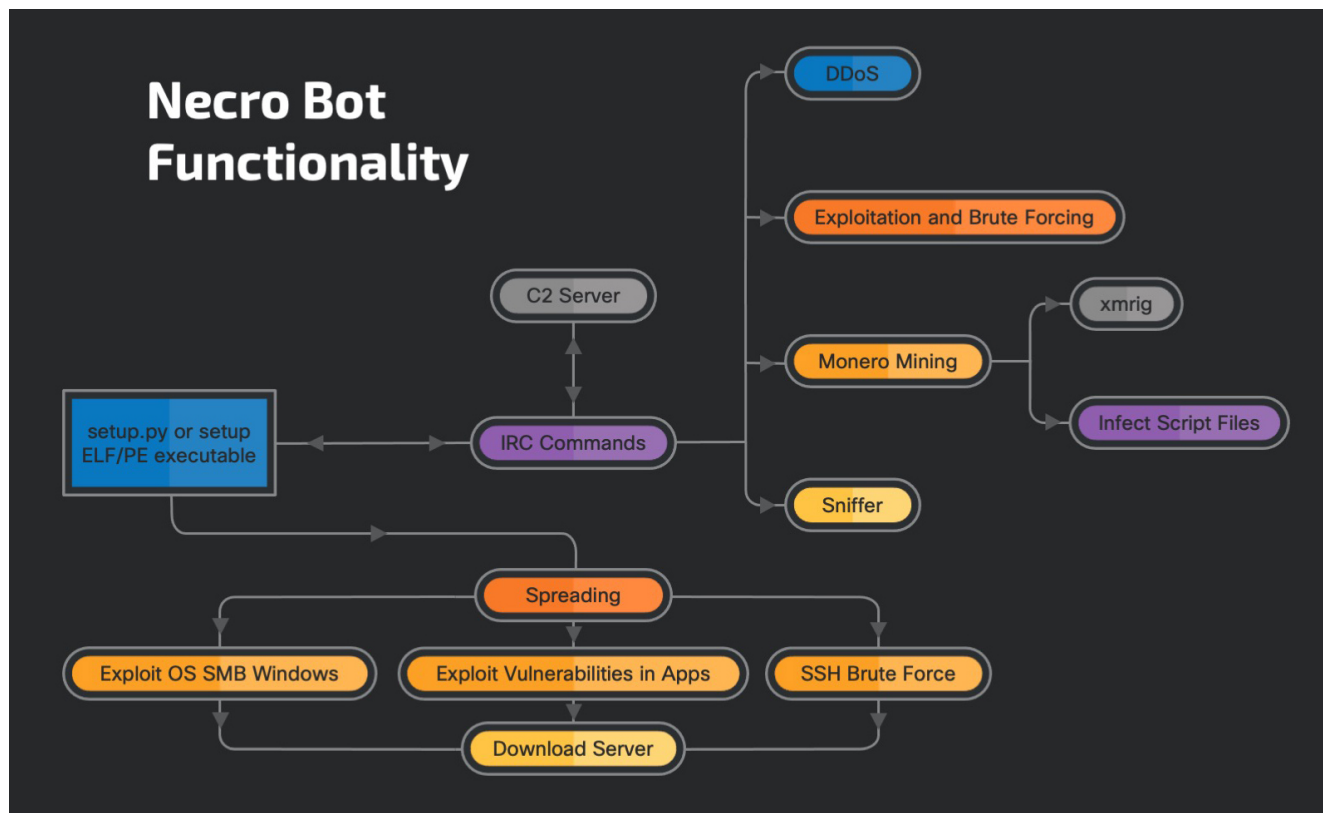 Necro Bot
Functionality
DDoS
Exploitation and Brute Forcing
C2 Server
xmrig
Monero Mining
setup.py or setup
ELF/PE executable
IRC Commands
Infect Script Files
Sniffer
Spreading
Exploit OS SMB Windows
Exploit Vulnerabilities in Apps
SSH Brute Force
Download Server